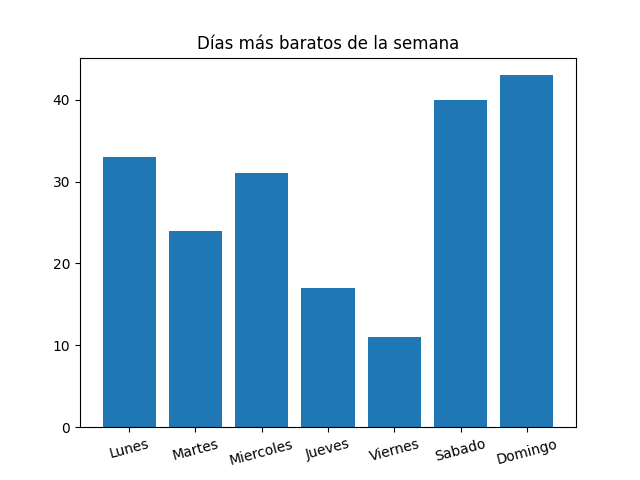 Días más baratos de la semana
40
30
20
10
0
Lunes
Martes
Miercoles
Jueves
Viernes
Sabado
Domingo